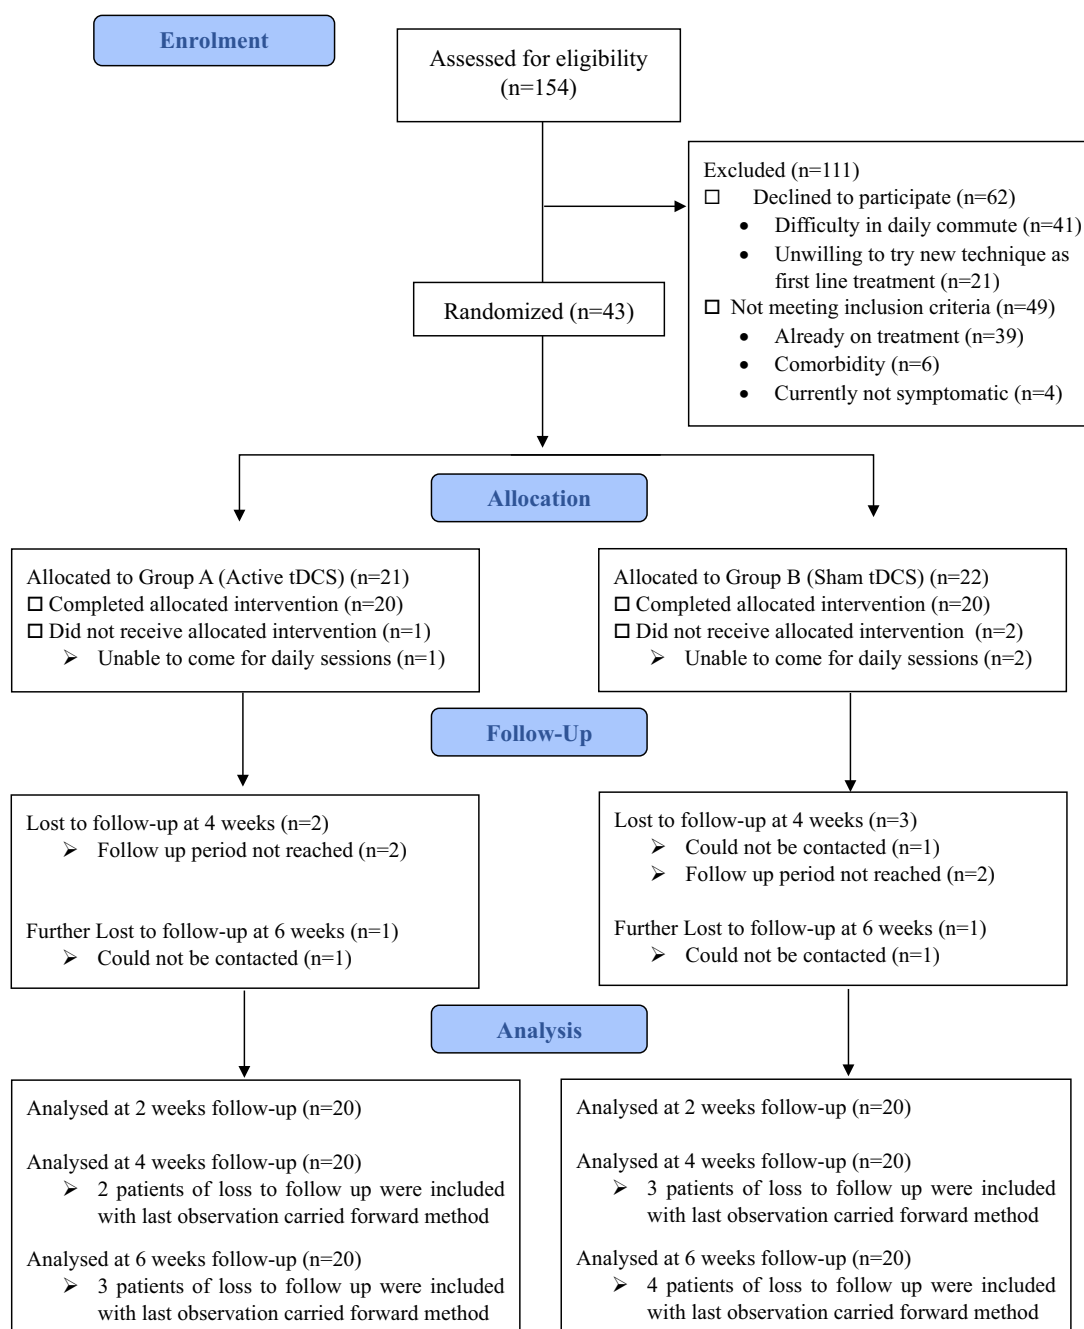 Enrolment
Assessed for eligibility
(n=154)
Excluded (n=111)
☐ Declined to participate (n=62)
• Difficulty in daily commute (n=41)
• Unwilling to try new technique as
first line treatment (n=21)
☐ Not meeting inclusion criteria (n=49)
• Already on treatment (n=39)
• Comorbidity (n=6)
• Currently not symptomatic (n=4)
Randomized (n=43)
Allocation
Allocated to Group A (Active tDCS) (n=21)
☐ Completed allocated intervention (n=20)
☐ Did not receive allocated intervention (n=1)
➢ Unable to come for daily sessions (n=1)
Allocated to Group B (Sham tDCS) (n=22)
☐ Completed allocated intervention (n=20)
☐ Did not receive allocated intervention (n=2)
➢ Unable to come for daily sessions (n=2)
Follow-Up
Lost to follow-up at 4 weeks (n=2)
➢ Follow up period not reached (n=2)
Further Lost to follow-up at 6 weeks (n=1)
➢ Could not be contacted (n=1)
Lost to follow-up at 4 weeks (n=3)
➢ Could not be contacted (n=1)
➢ Follow up period not reached (n=2)
Further Lost to follow-up at 6 weeks (n=1)
➢ Could not be contacted (n=1)
Analysis
Analysed at 2 weeks follow-up (n=20)
Analysed at 4 weeks follow-up (n=20)
➢ 2 patients of loss to follow up were included
with last observation carried forward method
Analysed at 6 weeks follow-up (n=20)
➢ 3 patients of loss to follow up were included
with last observation carried forward method
Analysed at 2 weeks follow-up (n=20)
Analysed at 4 weeks follow-up (n=20)
➢ 3 patients of loss to follow up were included
with last observation carried forward method
Analysed at 6 weeks follow-up (n=20)
➢ 4 patients of loss to follow up were included
with last observation carried forward method